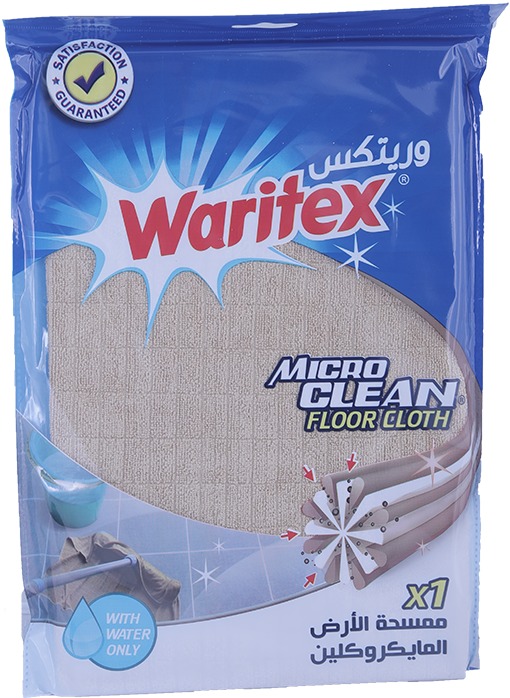 SATISFACTION
GUARANTEED
وريتكس
Waritex®
MICRO
CLEAN®
FLOOR CLOTH
x1
ممسحة الأرض
المايكروكلين
WITH
WATER
ONLY